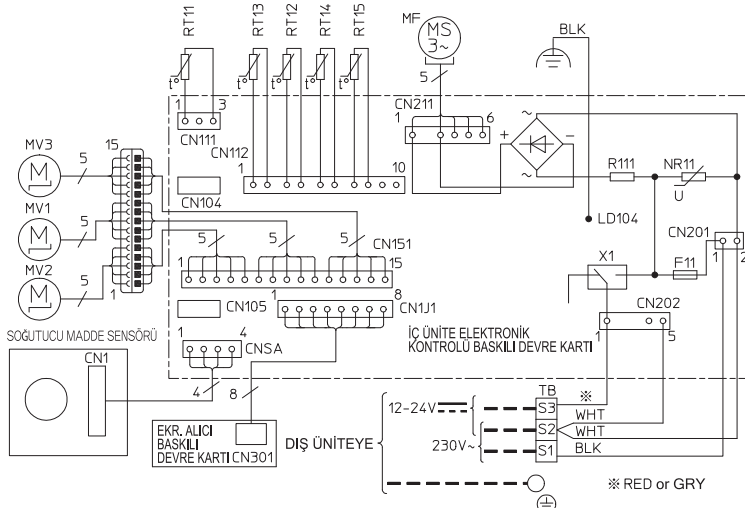 RT11
RT13
RT12
RT14
RT15
t°
t°
t°
t°
t°
MF
MS
3~
5
BLK
1
3
CN111
CN211
1
6
~
+
-
~
R111
NR11
U
MV3
5
15
CN112
1
10
CN104
LD104
MV1
5
M
M
M
MV2
5
1
5
5
5
CN151
1
15
CN201
1
2
X1
F11
CN105
1
8
CN1J1
CN202
1
5
SOĞUTUCU MADDE SENSÖRÜ
CN1
1
4
CNSA
İÇ ÜNİTE ELEKTRONİK
KONTROLÜ BASKILI DEVRE KARTI
4
8
EKR. ALICI
BASKILI
DEVRE KARTI
CN301
DIŞ ÜNİTEYE
12-24V
230V~
TB
S3
S2
S1
※
WHT
WHT
BLK
※ RED or GRY